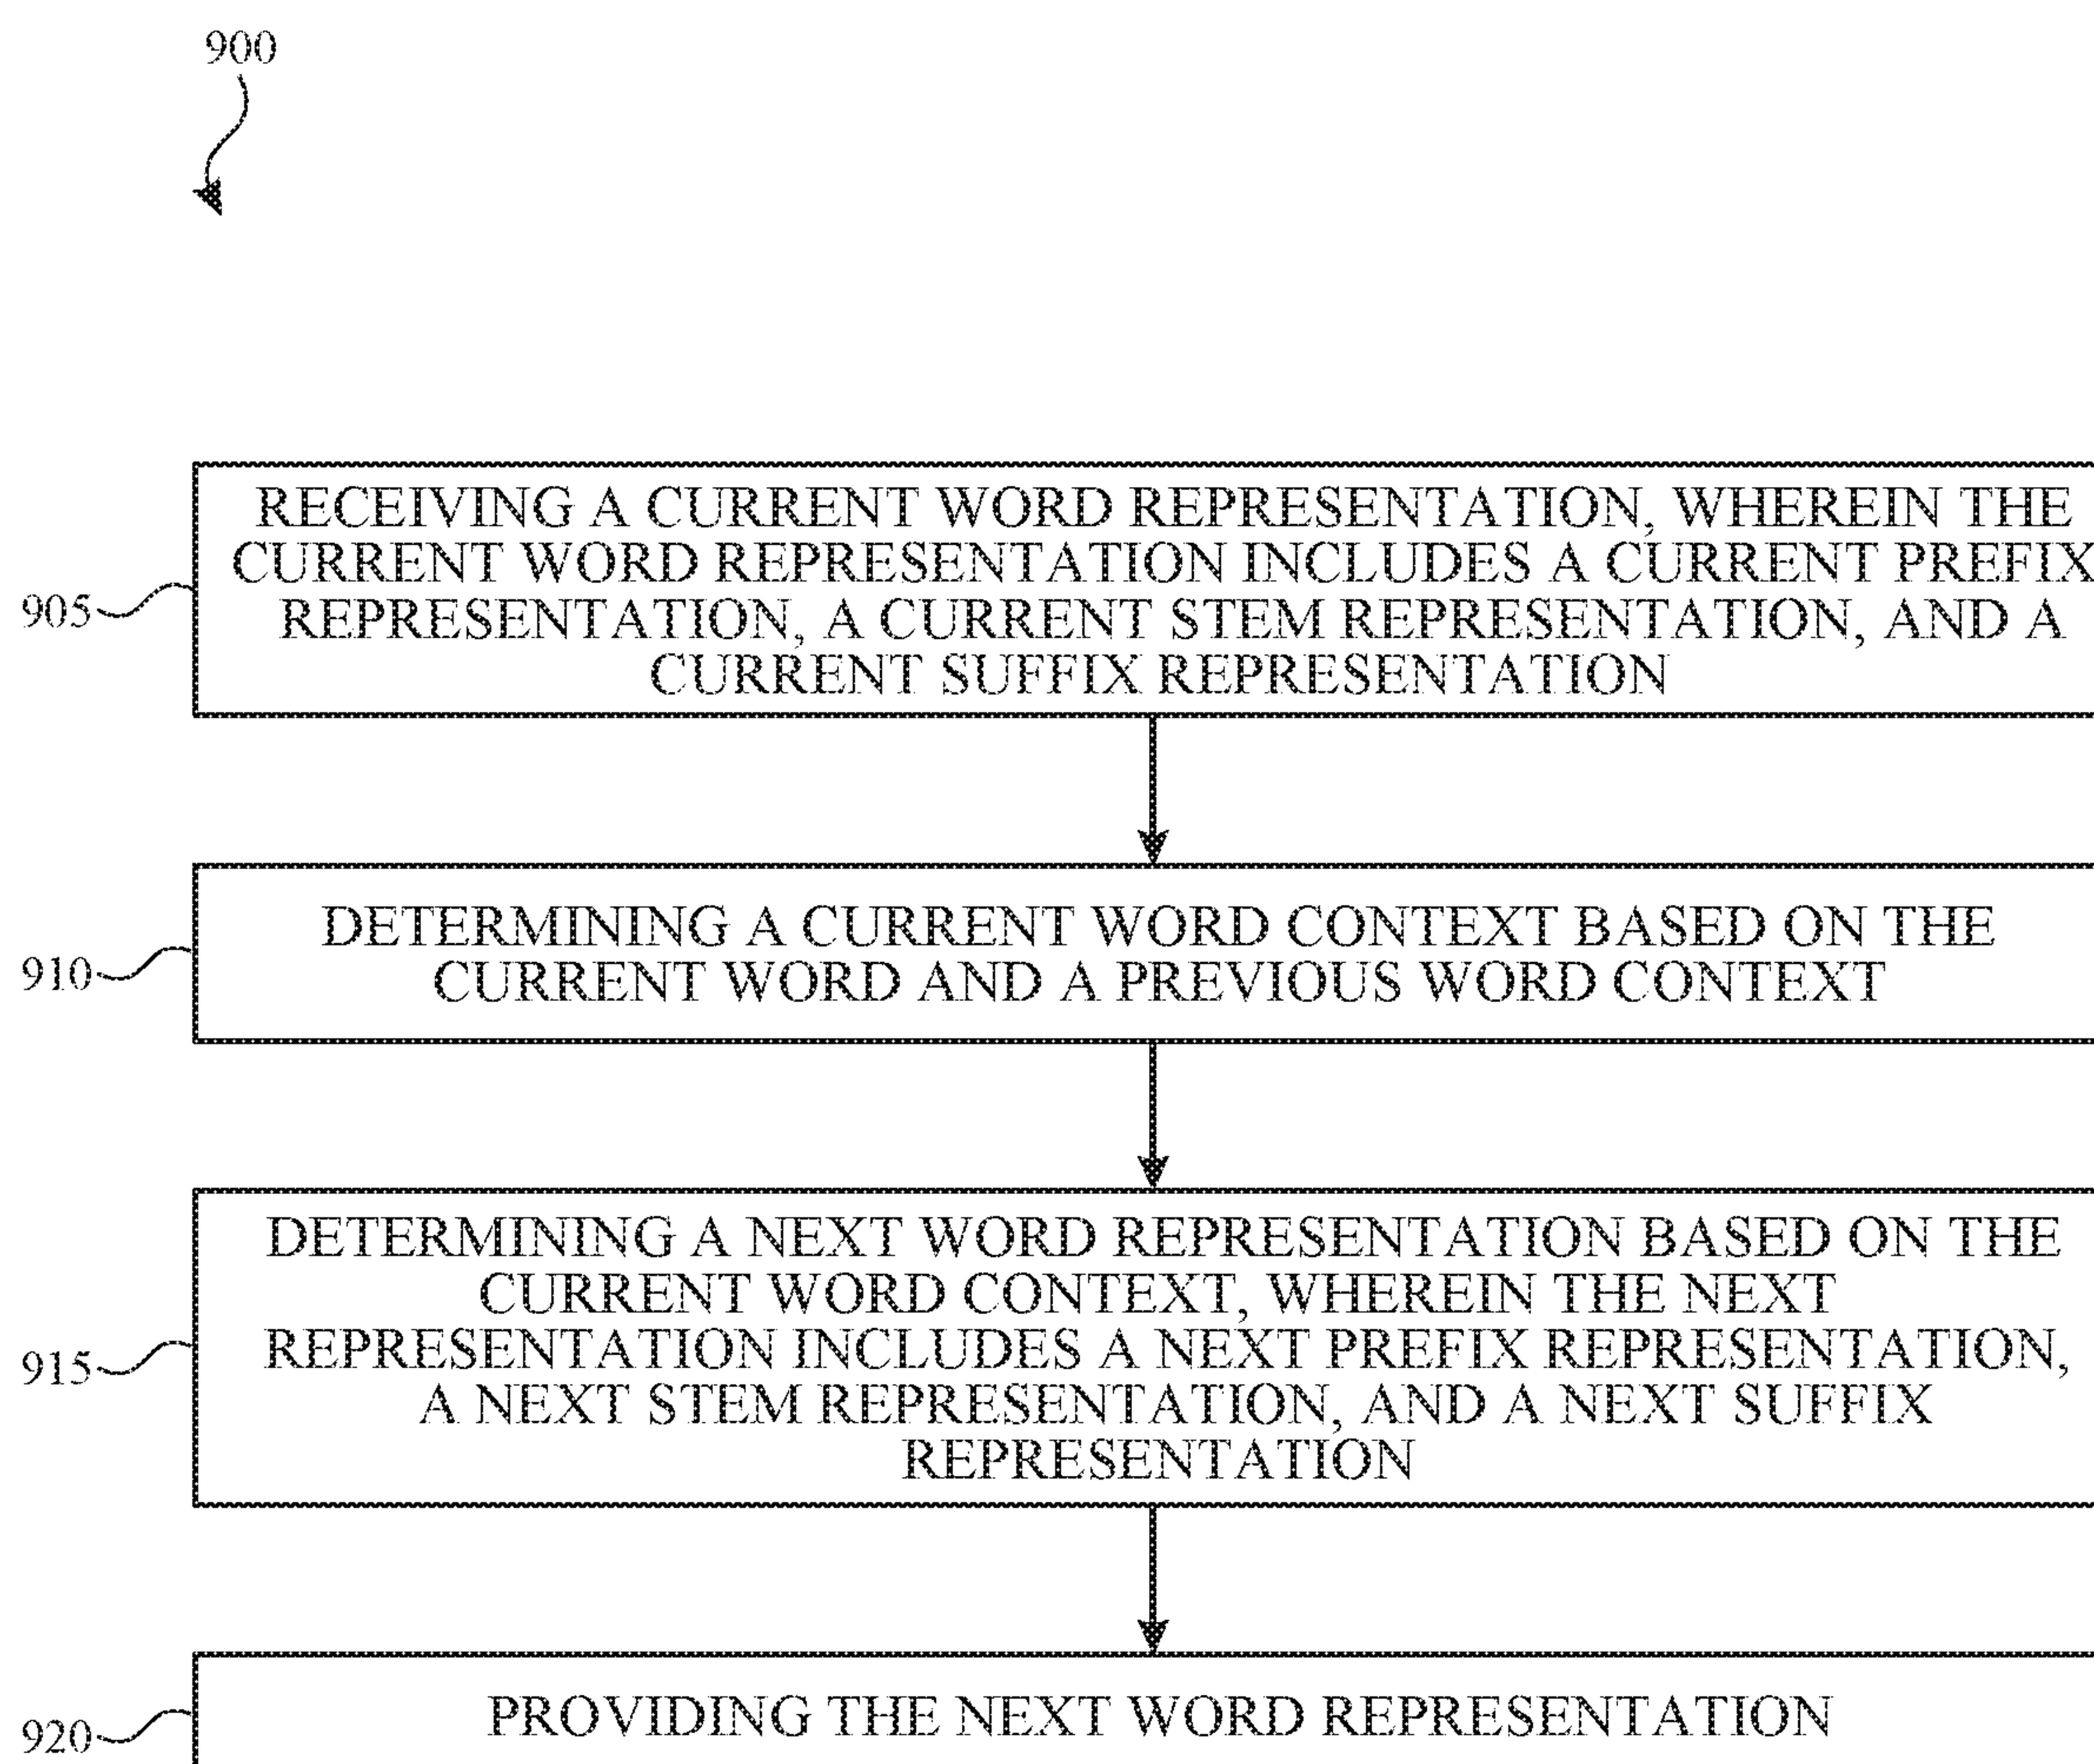 900
RECEIVING A CURRENT WORD REPRESENTATION, WHEREIN THE
CURRENT WORD REPRESENTATION INCLUDES A CURRENT PREFIX
REPRESENTATION, A CURRENT STEM REPRESENTATION, AND A
CURRENT SUFFIX REPRESENTATION
905
DETERMINING A CURRENT WORD CONTEXT BASED ON THE
CURRENT WORD AND A PREVIOUS WORD CONTEXT
910
DETERMINING A NEXT WORD REPRESENTATION BASED ON THE
CURRENT WORD CONTEXT, WHEREIN THE NEXT
REPRESENTATION INCLUDES A NEXT PREFIX REPRESENTATION,
A NEXT STEM REPRESENTATION, AND A NEXT SUFFIX
REPRESENTATION
915
PROVIDING THE NEXT WORD REPRESENTATION
920